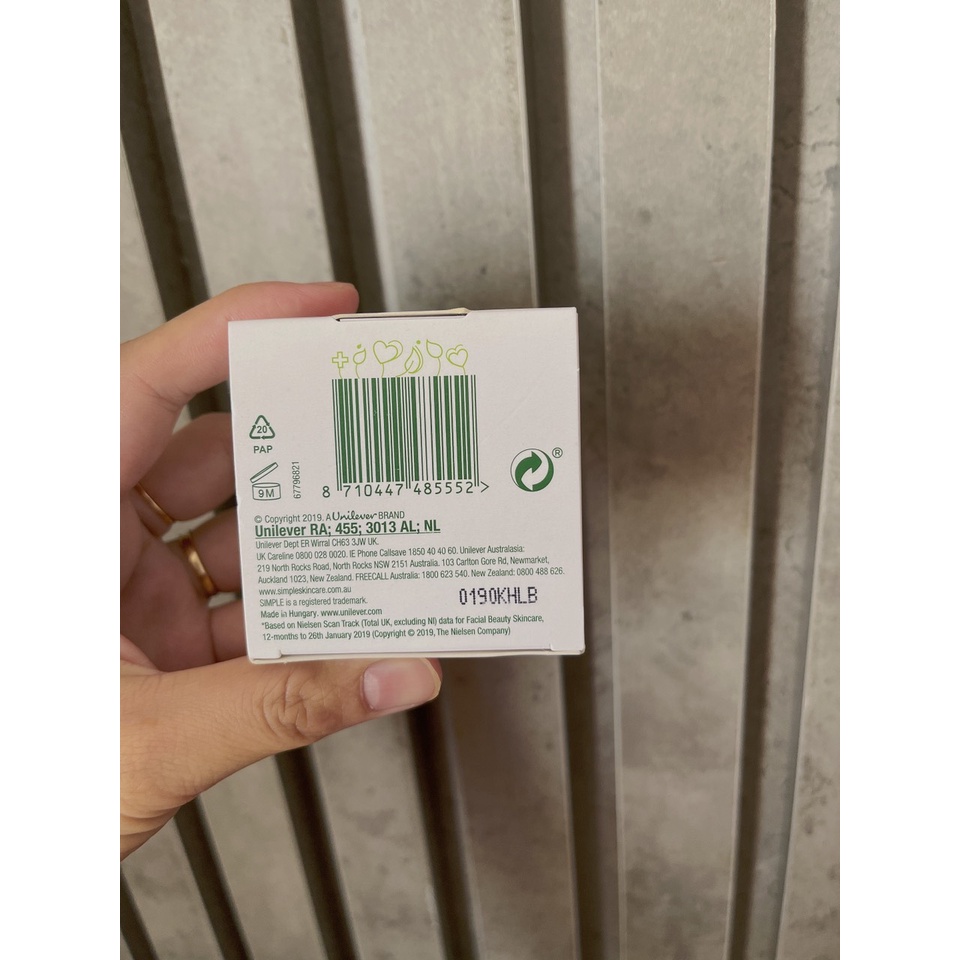 20
PAP
9M
67796821
8 710447 485552 >
®
© Copyright 2019. A Unilever BRAND
Unilever RA; 455; 3013 AL; NL
Unilever Dept ER Wirral CH63 3JW UK.
UK Careline 0800 028 0020. IE Phone Callsave 1850 40 40 60. Unilever Australasia:
219 North Rocks Road, North Rocks NSW 2151 Australia. 103 Carlton Gore Rd, Newmarket,
Auckland 1023, New Zealand. FREECALL Australia: 1800 623 540. New Zealand: 0800 488 626.
www.simpleskincare.com.au
SIMPLE is a registered trademark.
Made in Hungary. www.unilever.com
0190KHLB
*Based on Nielsen Scan Track (Total UK, excluding NI) data for Facial Beauty Skincare,
12-months to 26th January 2019 (Copyright © 2019, The Nielsen Company)